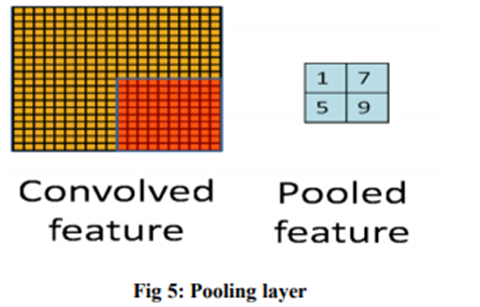 1 7
5 9
Convolved feature
Pooled feature
Fig 5: Pooling layer